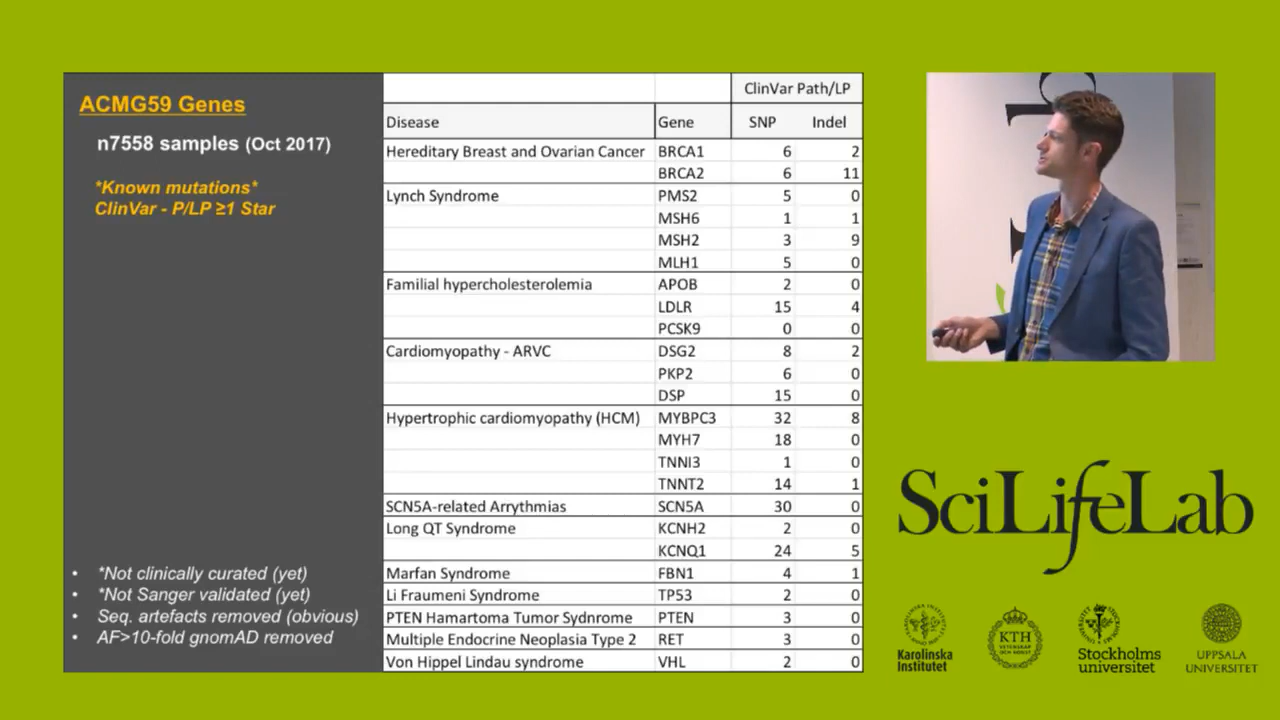 ACMG59 Genes
n7558 samples (Oct 2017)
*Known mutations*
ClinVar - P/LP ≥1 Star
• *Not clinically curated (yet)
• *Not Sanger validated (yet)
• Seq. artefacts removed (obvious)
• AF>10-fold gnomAD removed
ClinVar Path/LP
Disease Gene SNP Indel
Hereditary Breast and Ovarian Cancer BRCA1 6 2
BRCA2 6 11
Lynch Syndrome PMS2 5 0
MSH6 1 1
MSH2 3 9
MLH1 5 0
Familial hypercholesterolemia APOB 2 0
LDLR 15 4
PCSK9 0 0
Cardiomyopathy - ARVC DSG2 8 2
PKP2 6 0
DSP 15 0
Hypertrophic cardiomyopathy (HCM) MYBPC3 32 8
MYH7 18 0
TNNI3 1 0
TNNT2 14 1
SCN5A-related Arrythmias SCN5A 30 0
Long QT Syndrome KCNH2 2 0
KCNQ1 24 5
Marfan Syndrome FBN1 4 1
Li Fraumeni Syndrome TP53 2 0
PTEN Hamartoma Tumor Sydnrome PTEN 3 0
Multiple Endocrine Neoplasia Type 2 RET 3 0
Von Hippel Lindau syndrome VHL 2 0
SciLifeLab
Karolinska
Institutet
KTH
Stockholms
universitet
UPPSALA
UNIVERSITET